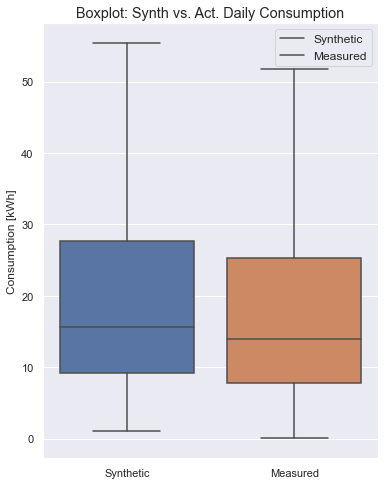 Boxplot: Synth vs. Act. Daily Consumption
Synthetic
Measured
Consumption [kWh]
50
40
30
20
10
0
Synthetic
Measured